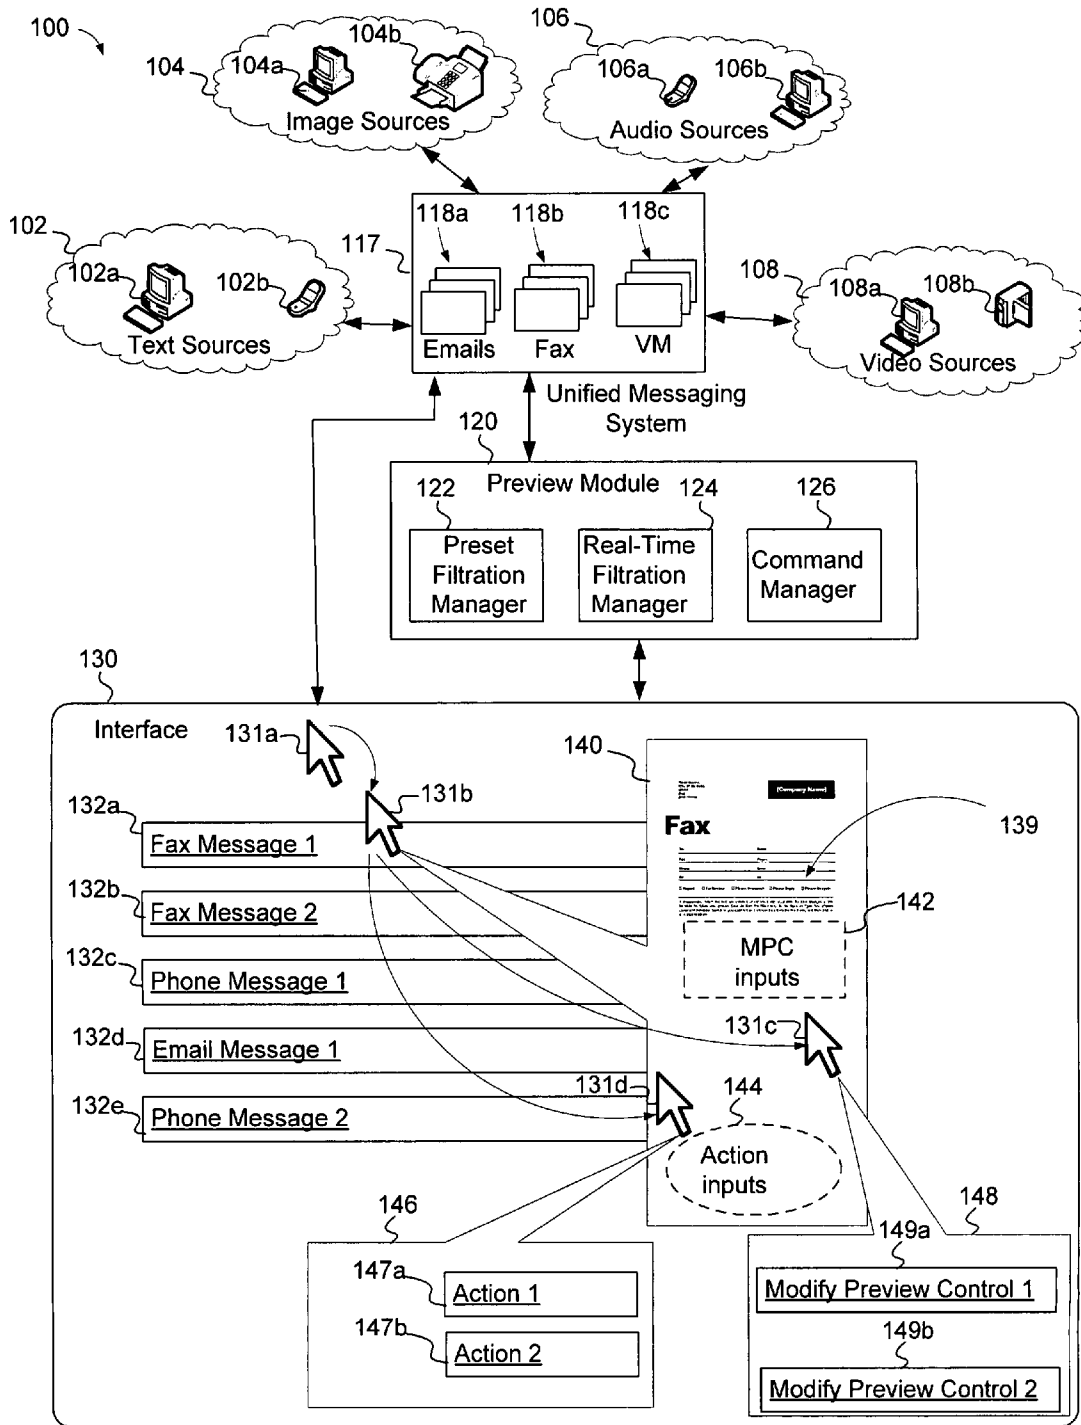 100
104
104a
104b
Image Sources
106
106a
106b
Audio Sources
102
102a
102b
Text Sources
117
118a
118b
118c
Emails
Fax
VM
108
108a
108b
Video Sources
Unified Messaging
System
120
Preview Module
122
124
126
Preset
Filtration
Manager
Real-Time
Filtration
Manager
Command
Manager
130
Interface
131a
131b
132a
Fax Message 1
132b
Fax Message 2
132c
Phone Message 1
132d
Email Message 1
132e
Phone Message 2
140
[Company Name]
Fax
139
142
MPC
inputs
131c
131d
144
Action
inputs
146
147a
Action 1
147b
Action 2
148
149a
Modify Preview Control 1
149b
Modify Preview Control 2